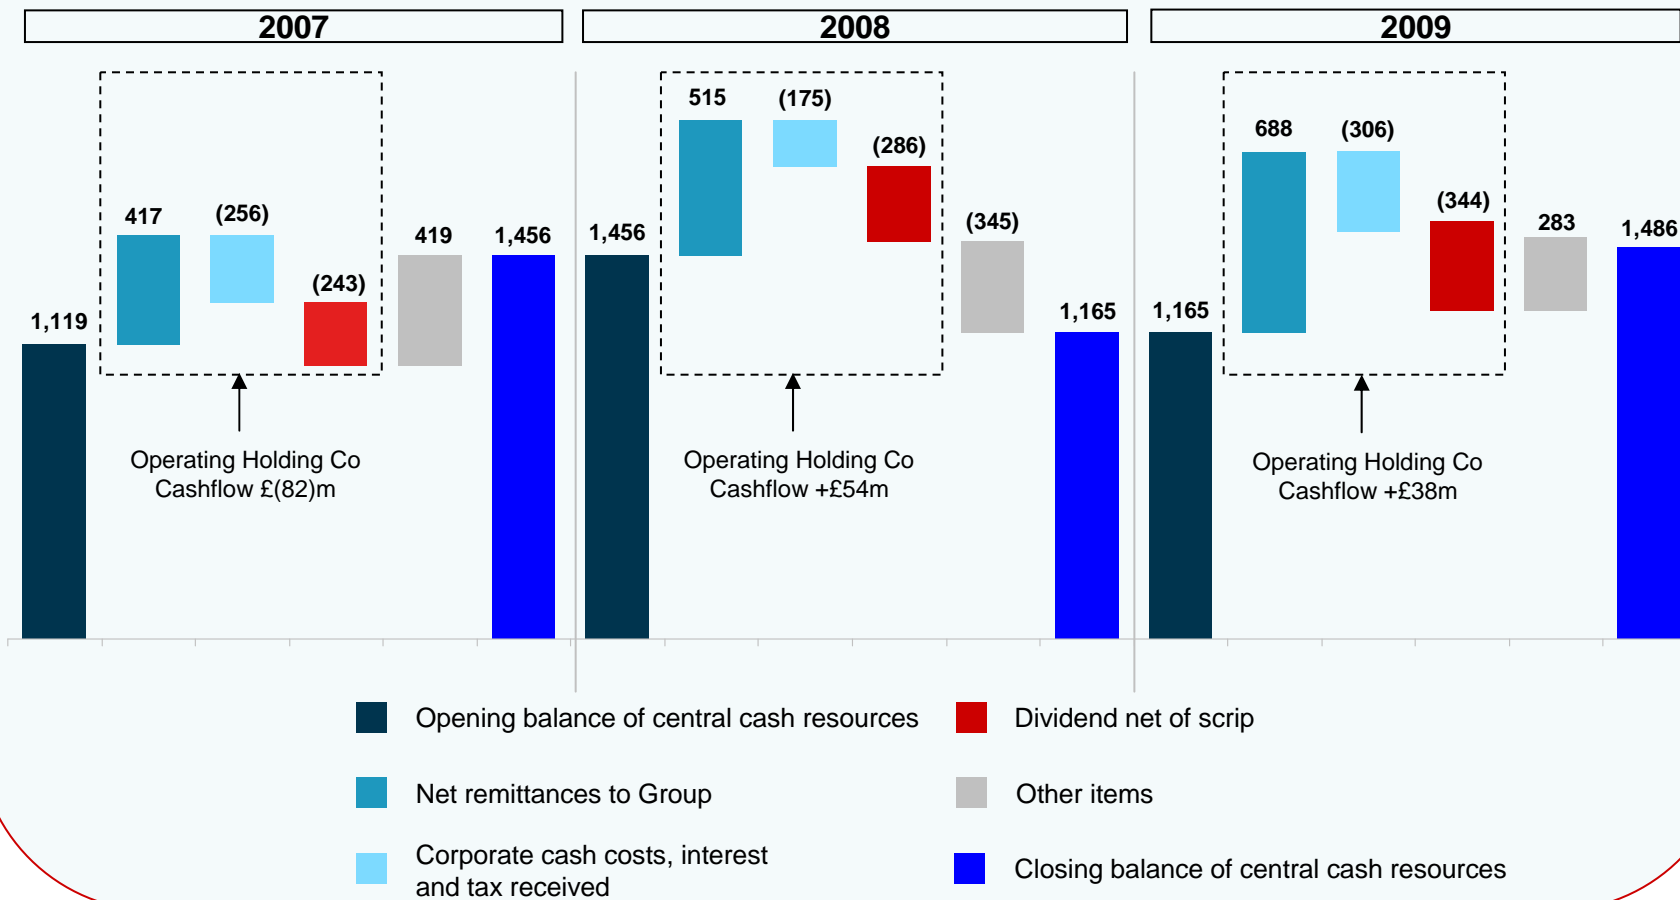 2007
2008
2009
1,119
417
(256)
(243)
419
1,456
Operating Holding Co
Cashflow £(82)m
1,456
515
(175)
(286)
(345)
1,165
Operating Holding Co
Cashflow +£54m
1,165
688
(306)
(344)
283
1,486
Operating Holding Co
Cashflow +£38m
Opening balance of central cash resources
Dividend net of scrip
Net remittances to Group
Other items
Corporate cash costs, interest
and tax received
Closing balance of central cash resources